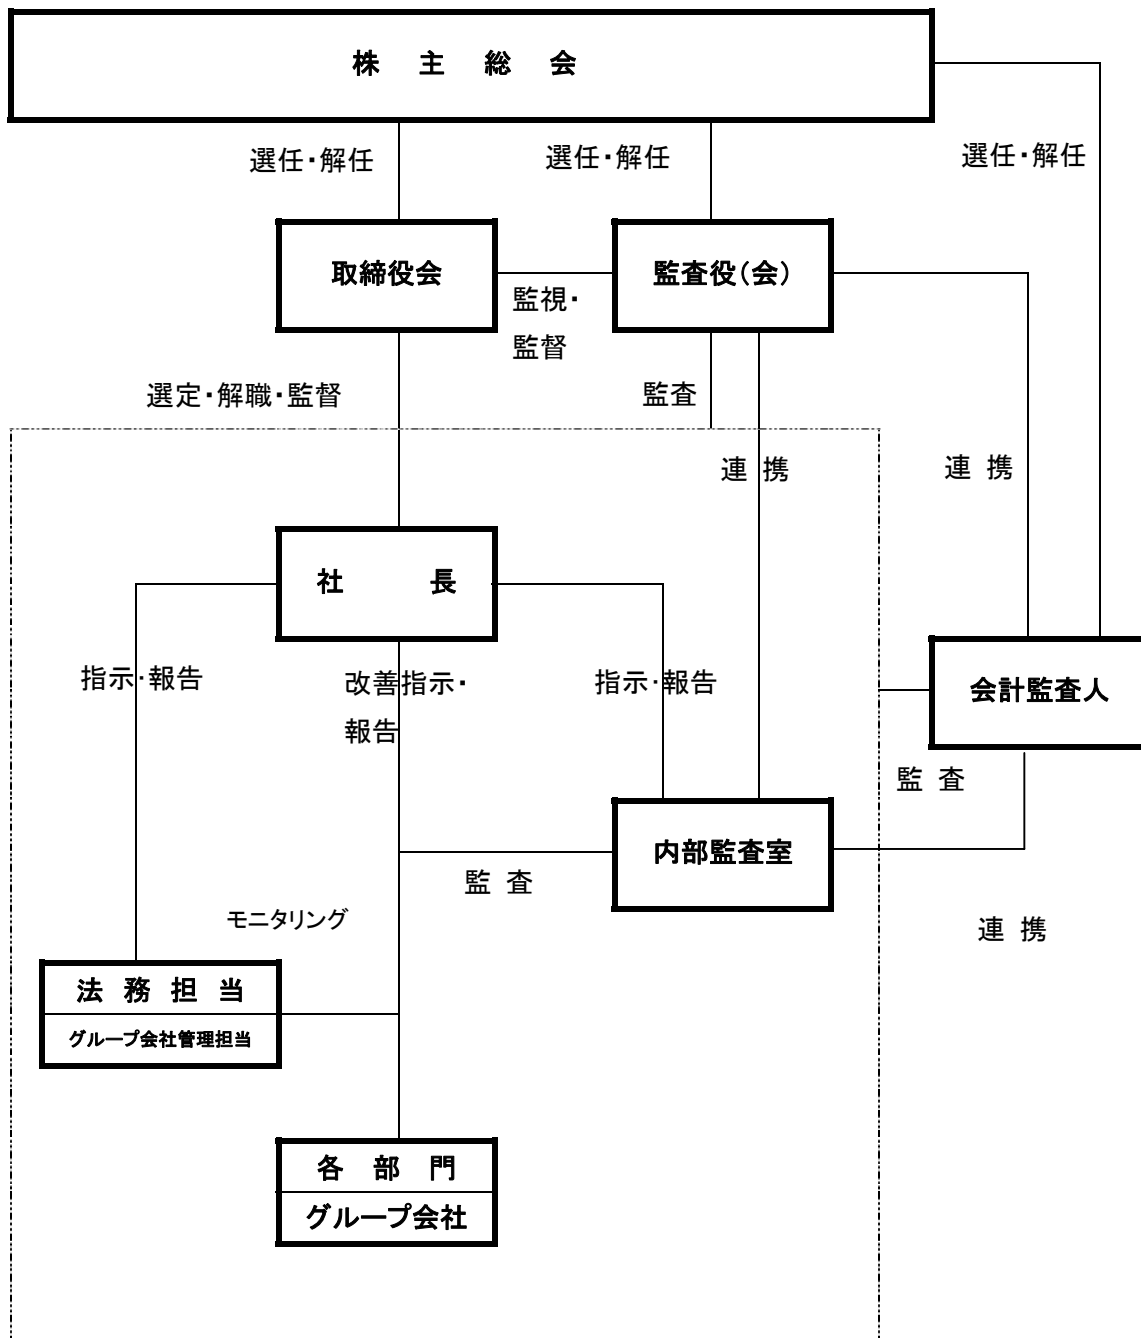 株 主 総 会
選任・解任
選任・解任
選任・解任
取締役会
監査役(会)
監視・
監督
選定・解職・監督
監査
連 携
連 携
社 長
指示・報告
改善指示・
報告
指示・報告
会計監査人
監 査
内部監査室
監 査
モニタリング
連 携
法 務 担 当
グループ会社管理担当
各 部 門
グループ会社